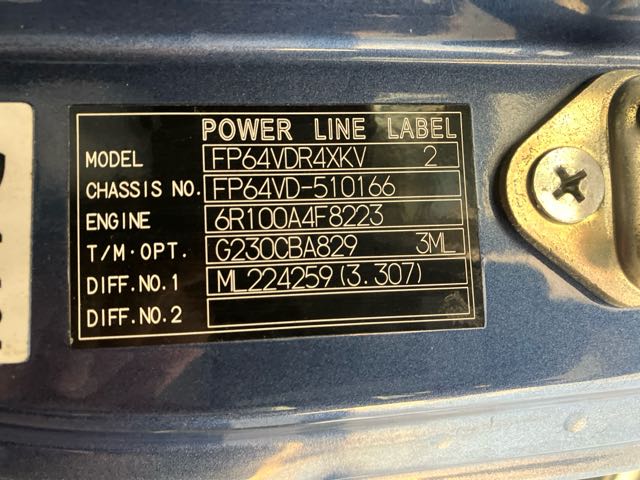 POWER LINE LABEL
MODEL FP64VDR4XKV 2
CHASSIS NO. FP64VD-510166
ENGINE 6R100A4F8223
T/M·OPT. G230CBA829 3ML
DIFF.NO.1 ML224259(3.307)
DIFF.NO.2